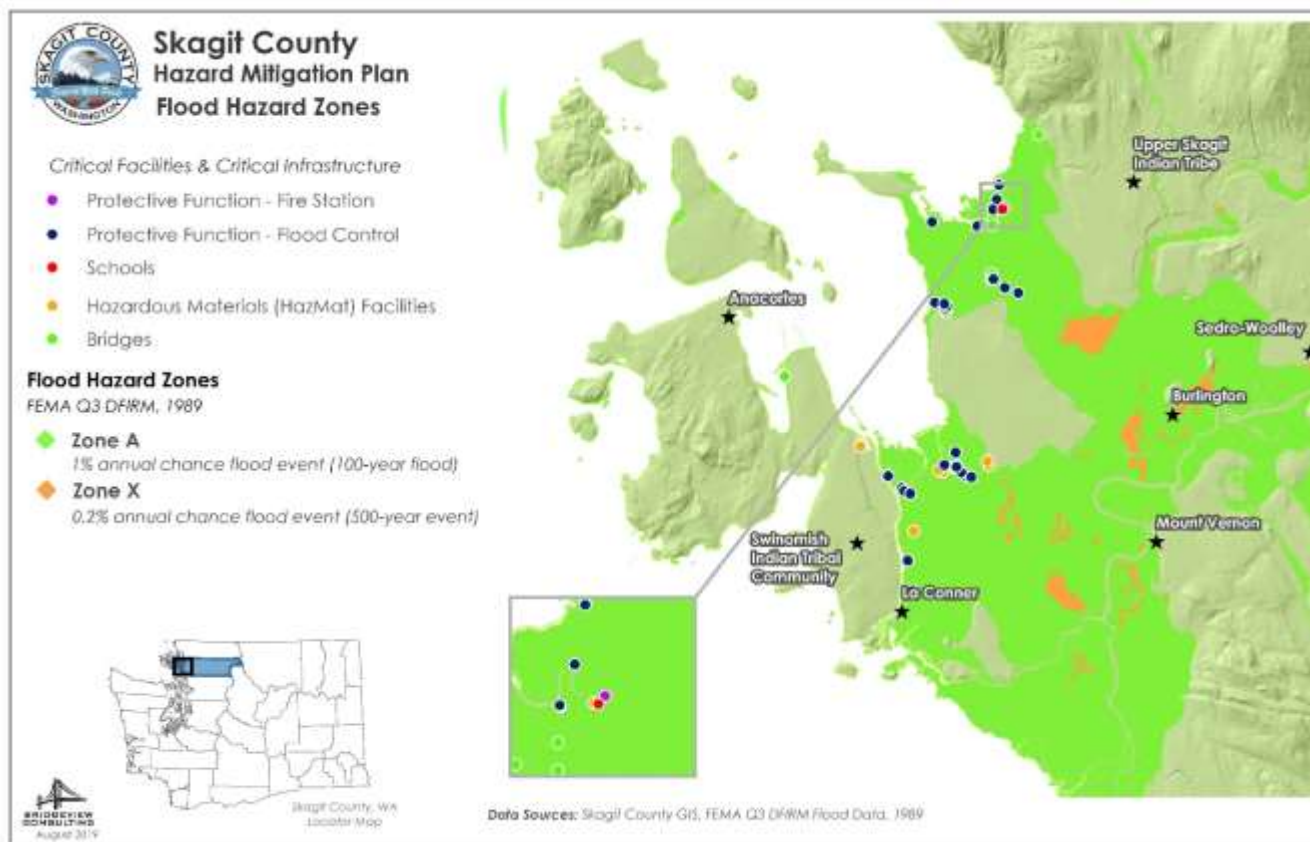 SKAGIT COUNTY
WASHINGTON
Skagit County
Hazard Mitigation Plan
Flood Hazard Zones
Critical Facilities & Critical Infrastructure
Protective Function - Fire Station
Protective Function - Flood Control
Schools
Hazardous Materials (HazMat) Facilities
Bridges
Flood Hazard Zones
FEMA Q3 DFIRM, 1989
Zone A
1% annual chance flood event (100-year flood)
Zone X
0.2% annual chance flood event (500-year event)
Upper Skagit
Indian Tribe
Anacortes
Sedro-Woolley
Burlington
Mount Vernon
Swinomish
Indian Tribal
Community
La Conner
Skagit County, WA
Locator Map
BRIDGEVIEW
CONSULTING
August 2019
Data Sources: Skagit County GIS, FEMA Q3 DFIRM Flood Data, 1989